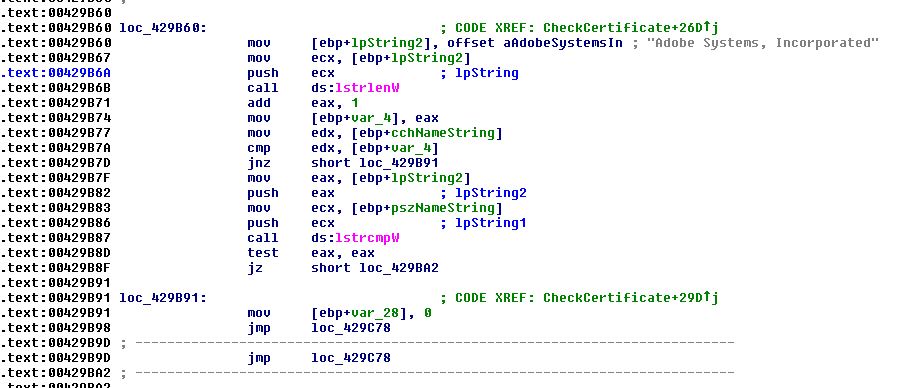 .text:00429B60
.text:00429B60 loc_429B60: ; CODE XREF: CheckCertificate+26D↑j
.text:00429B60 mov [ebp+lpString2], offset aAdobeSystemsIn ; "Adobe Systems, Incorporated"
.text:00429B67 mov ecx, [ebp+lpString2]
.text:00429B6A push ecx ; lpString
.text:00429B6B call ds:lstrlenW
.text:00429B71 add eax, 1
.text:00429B74 mov [ebp+var_4], eax
.text:00429B77 mov edx, [ebp+cchNameString]
.text:00429B7A cmp edx, [ebp+var_4]
.text:00429B7D jnz short loc_429B91
.text:00429B7F mov eax, [ebp+lpString2]
.text:00429B82 push eax ; lpString2
.text:00429B83 mov ecx, [ebp+pszNameString]
.text:00429B86 push ecx ; lpString1
.text:00429B87 call ds:lstrcmpW
.text:00429B8D test eax, eax
.text:00429B8F jz short loc_429BA2
.text:00429B91
.text:00429B91 loc_429B91: ; CODE XREF: CheckCertificate+29D↑j
.text:00429B91 mov [ebp+var_28], 0
.text:00429B98 jmp loc_429C78
.text:00429B9D ; ---------------------------------------------------------------------------
.text:00429B9D jmp loc_429C78
.text:00429BA2 ; ---------------------------------------------------------------------------